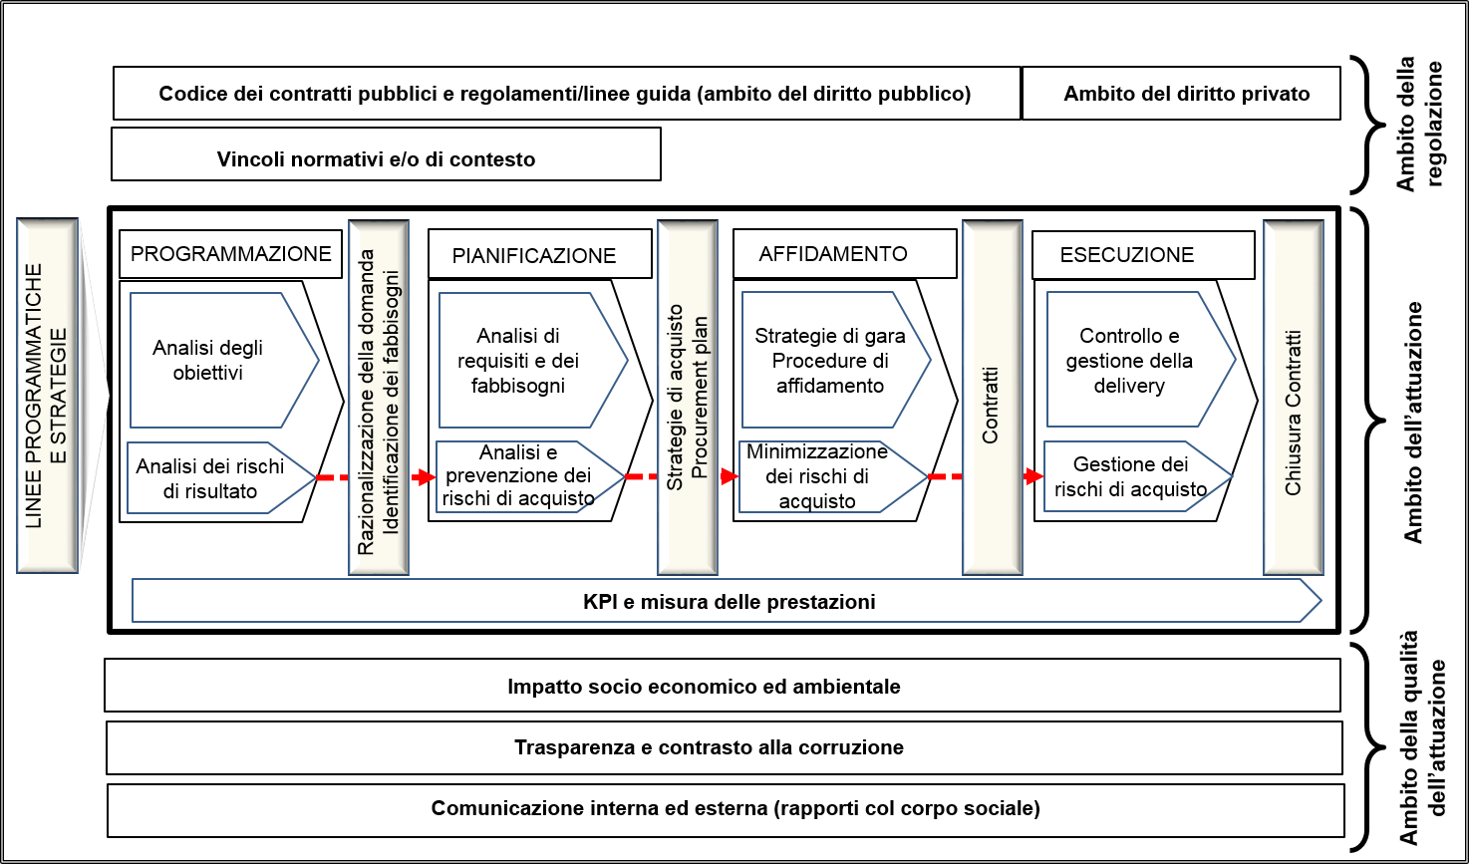 Codice dei contratti pubblici e regolamenti/linee guida (ambito del diritto pubblico)
Ambito del diritto privato
Vincoli normativi e/o di contesto
Ambito della
regolazione
LINEE PROGRAMMATICHE
E STRATEGIE
PROGRAMMAZIONE
Analisi degli
obiettivi
Analisi dei rischi
di risultato
Razionalizzazione della domanda
Identificazione dei fabbisogni
PIANIFICAZIONE
Analisi di
requisiti e dei
fabbisogni
Analisi e
prevenzione dei
rischi di acquisto
Strategie di acquisto
Procurement plan
AFFIDAMENTO
Strategie di gara
Procedure di
affidamento
Minimizzazione
dei rischi di
acquisto
Contratti
ESECUZIONE
Controllo e
gestione della
delivery
Gestione dei
rischi di acquisto
Chiusura Contratti
Ambito dell'attuazione
KPI e misura delle prestazioni
Impatto socio economico ed ambientale
Trasparenza e contrasto alla corruzione
Comunicazione interna ed esterna (rapporti col corpo sociale)
Ambito della qualità
dell'attuazione